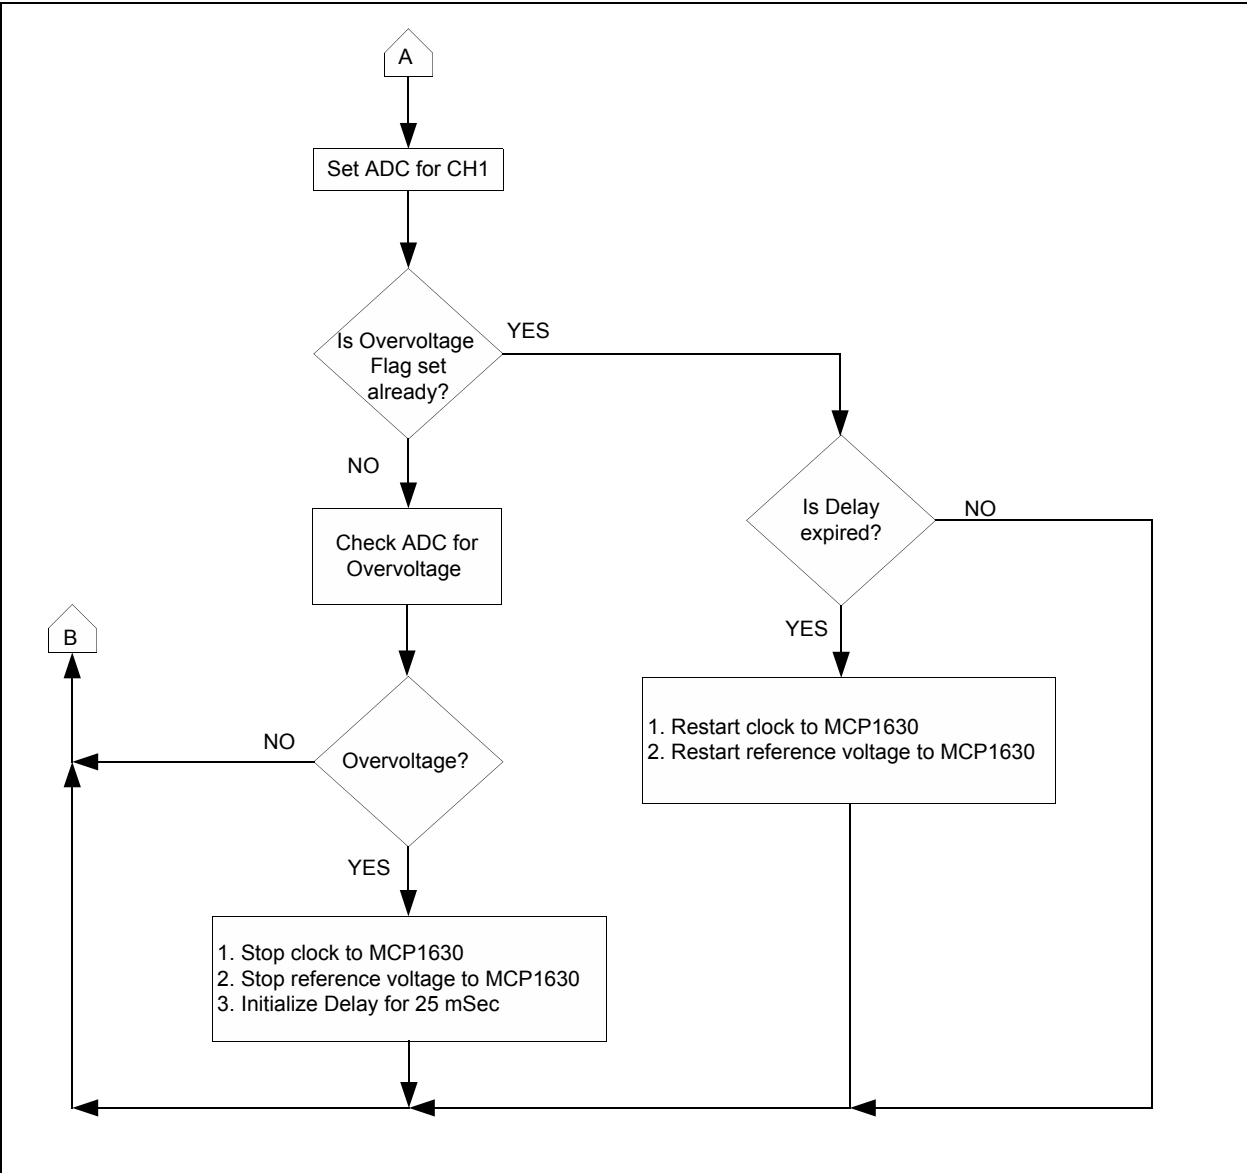 A
Set ADC for CH1
Is Overvoltage
Flag set
already?
YES
NO
Is Delay
expired?
NO
Check ADC for
Overvoltage
B
YES
1. Restart clock to MCP1630
2. Restart reference voltage to MCP1630
NO
Overvoltage?
YES
1. Stop clock to MCP1630
2. Stop reference voltage to MCP1630
3. Initialize Delay for 25 mSec